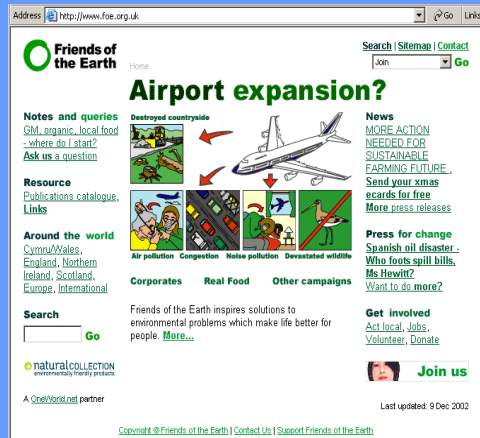 Address http://www.foe.org.uk Go Links
Friends of
the Earth
Home
Search | Sitemap | Contact
Join Go
Airport expansion?
Notes and queries
GM, organic, local food
- where do I start?
Ask us a question
Resource
Publications catalogue,
Links
Around the world
Cymru/Wales,
England, Northern
Ireland, Scotland,
Europe, International
Search
Go
naturalCOLLECTION
environmentally friendly products
A OneWorld.net partner
Destroyed countryside
Air pollution Congestion Noise pollution Devastated wildlife
Corporates Real Food Other campaigns
Friends of the Earth inspires solutions to
environmental problems which make life better for
people. More...
News
MORE ACTION
NEEDED FOR
SUSTAINABLE
FARMING FUTURE ,
Send your xmas
ecards for free
More press releases
Press for change
Spanish oil disaster -
Who foots spill bills,
Ms Hewitt?
Want to do more?
Get involved
Act local, Jobs,
Volunteer, Donate
Join us
Last updated: 9 Dec 2002
Copyright © Friends of the Earth | Contact Us | Support Friends of the Earth